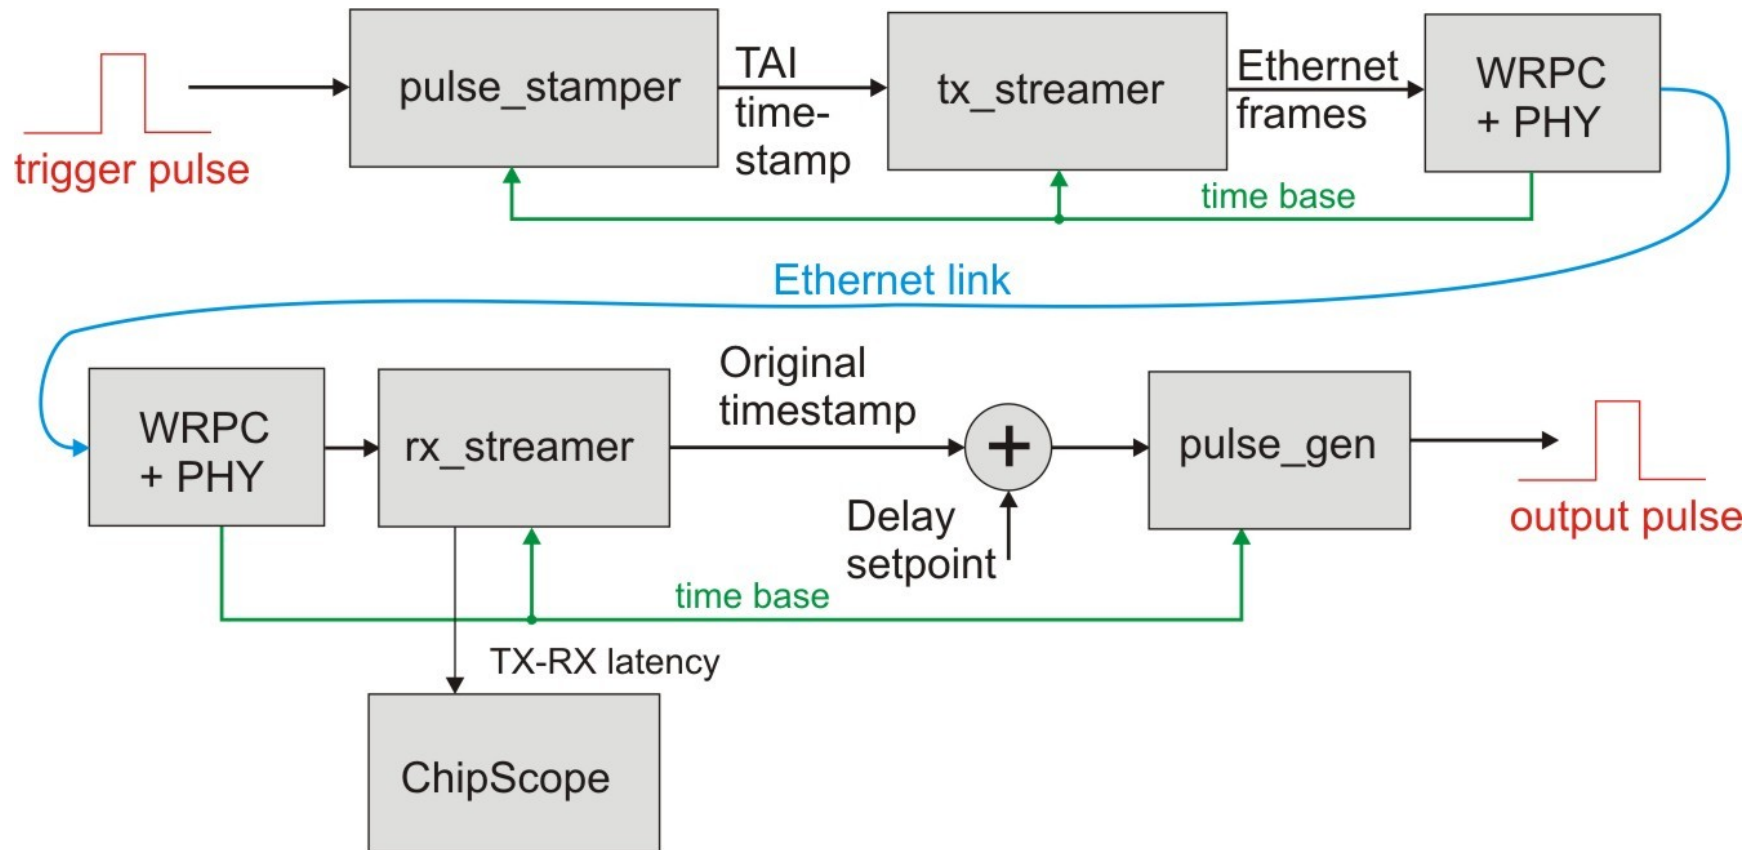 trigger pulse
pulse_stamper
TAI
time-
stamp
tx_streamer
Ethernet
frames
WRPC
+ PHY
time base
Ethernet link
WRPC
+ PHY
rx_streamer
Original
timestamp
+
Delay
setpoint
pulse_gen
output pulse
time base
TX-RX latency
ChipScope